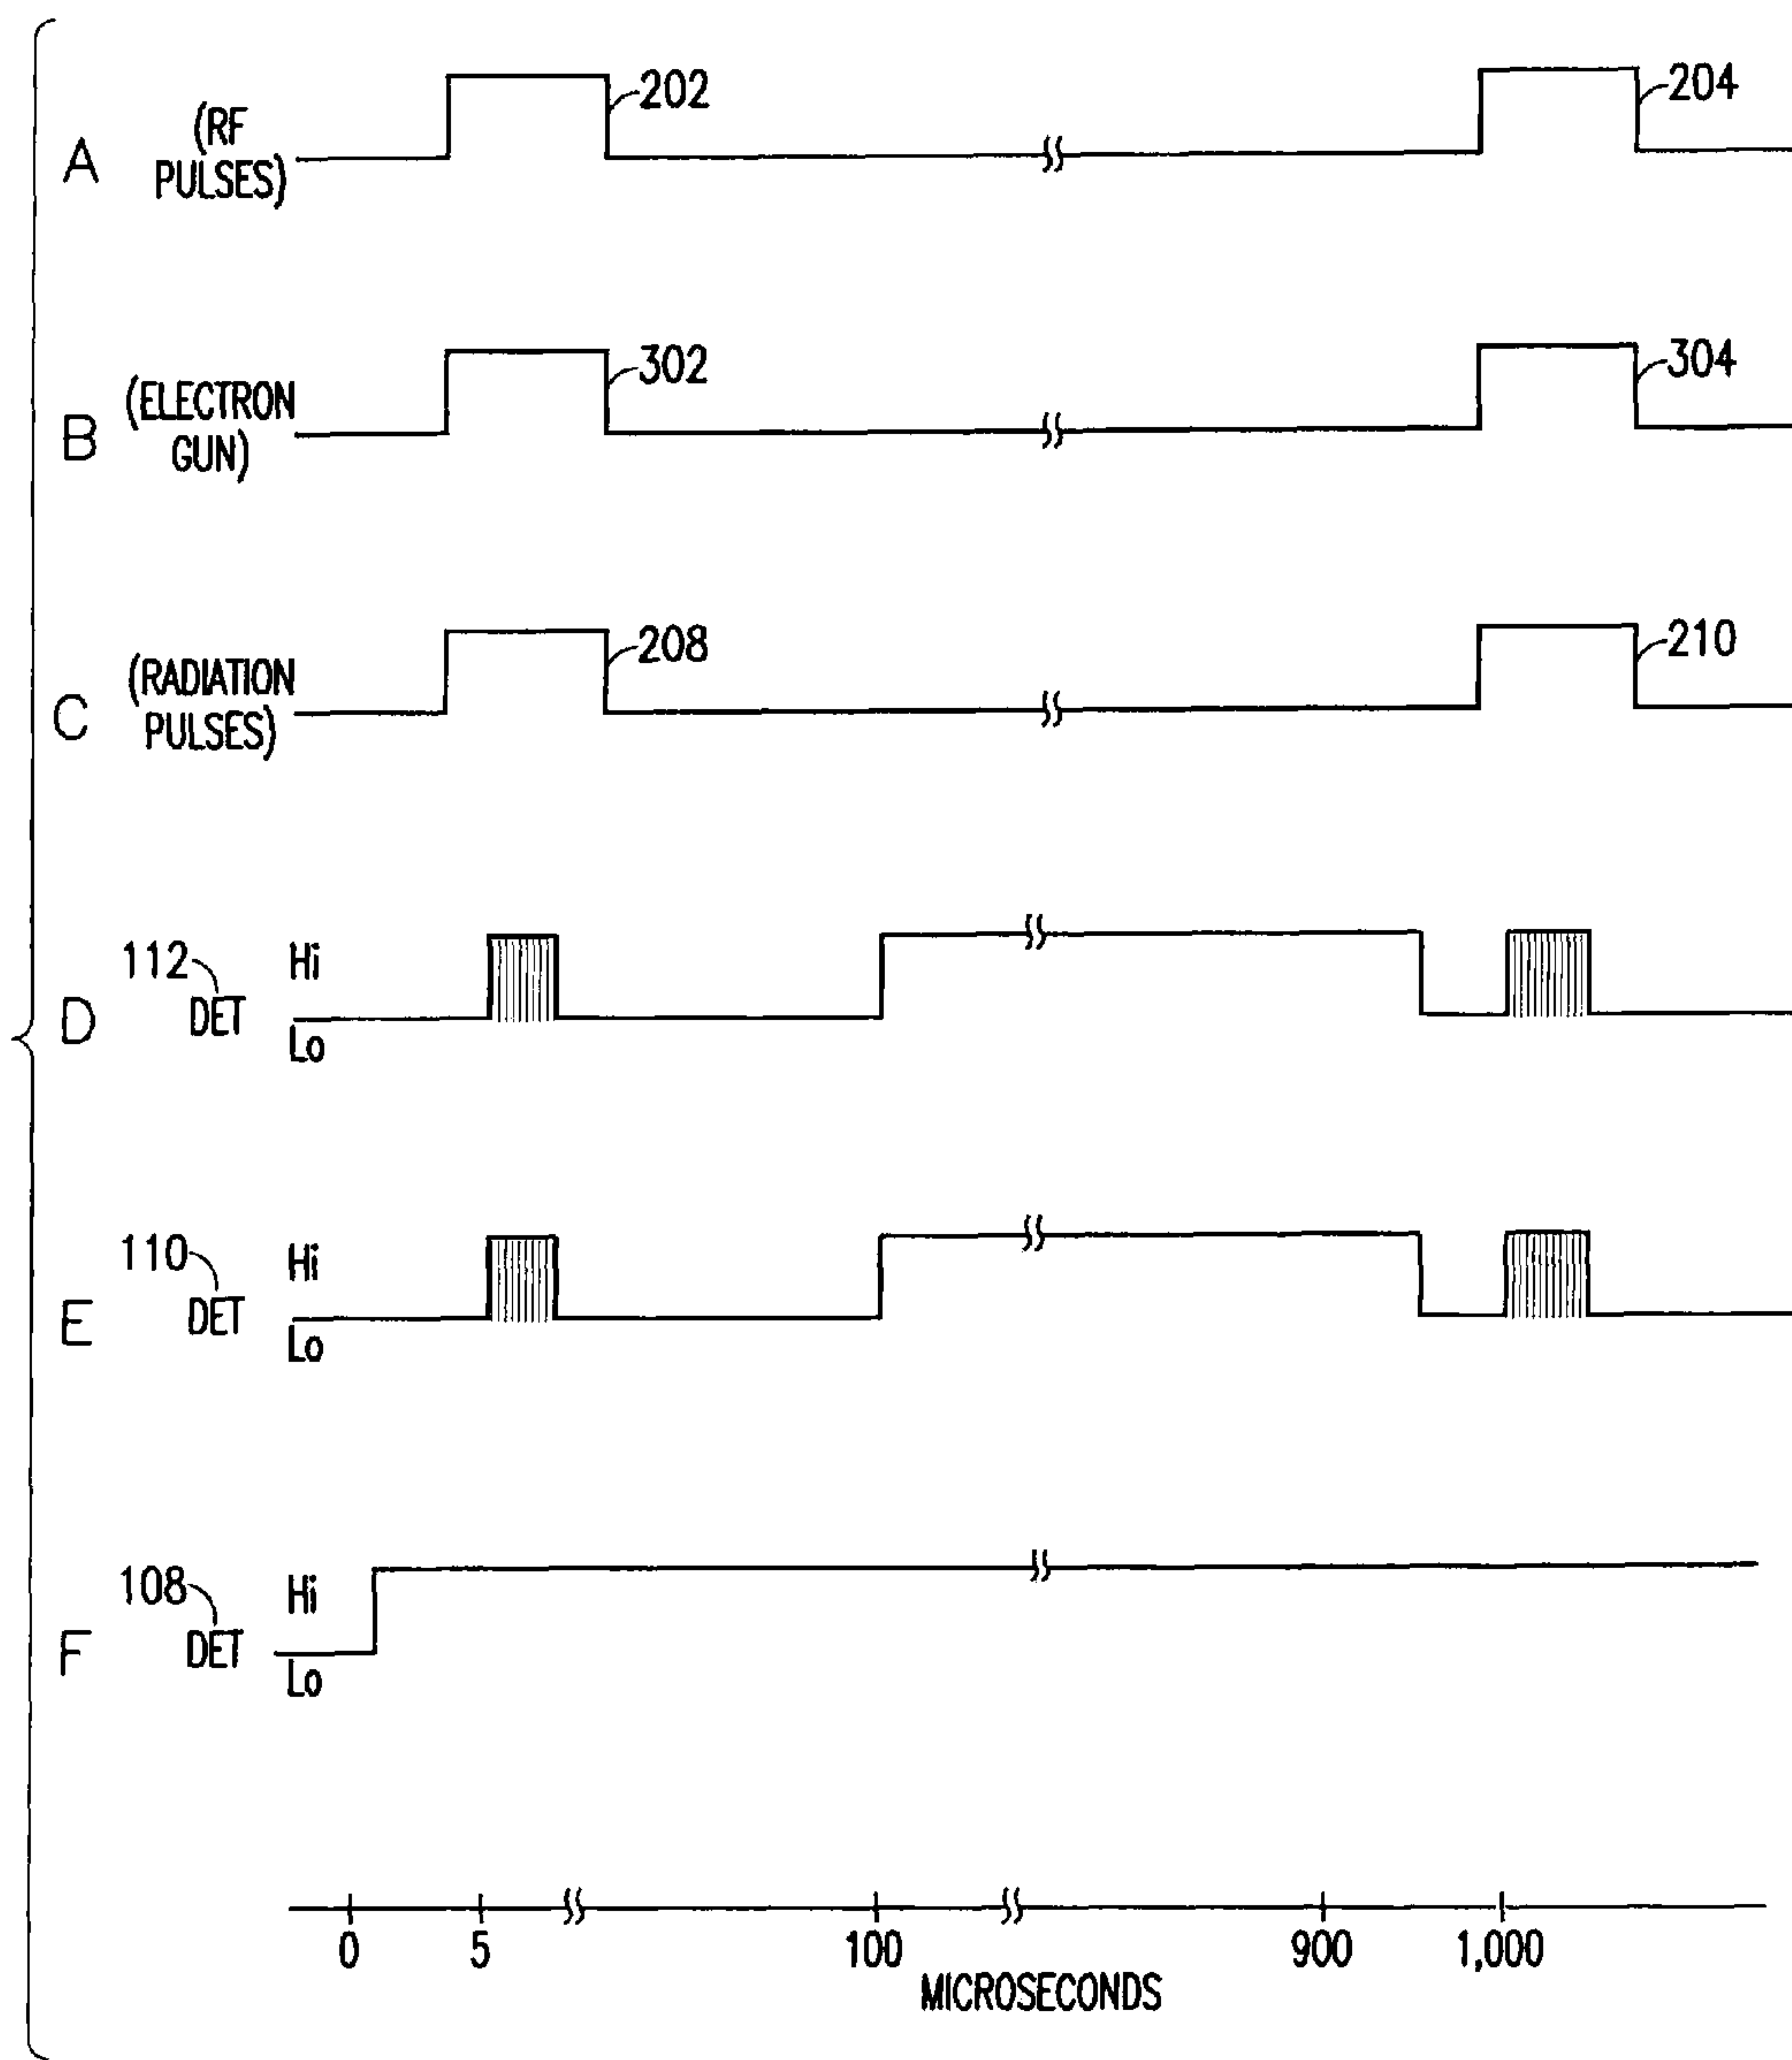 202
204
(RF
A
PULSES)
302
304
(ELECTRON
B
GUN)
208
210
(RADIATION
C
PULSES)
112
Hi
D
DET
Lo
110
Hi
E
DET
Lo
108
Hi
F
DET
Lo
0 5 100 900 1,000
MICROSECONDS